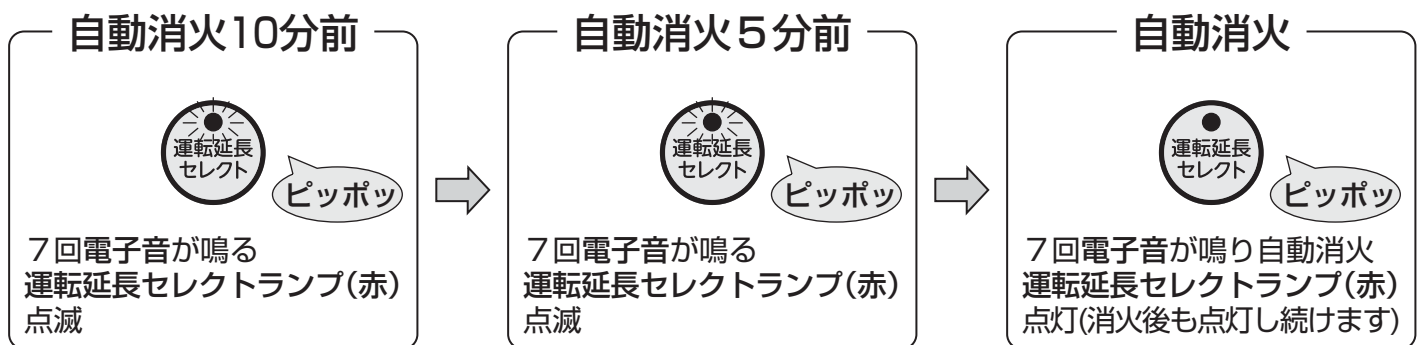 自動消火10分前
運転延長
セレクト
ピッポッ
７回電子音が鳴る
運転延長セレクトランプ(赤)
点滅
自動消火５分前
運転延長
セレクト
ピッポッ
７回電子音が鳴る
運転延長セレクトランプ(赤)
点滅
自動消火
運転延長
セレクト
ピッポッ
７回電子音が鳴り自動消火
運転延長セレクトランプ(赤)
点灯(消火後も点灯し続けます)